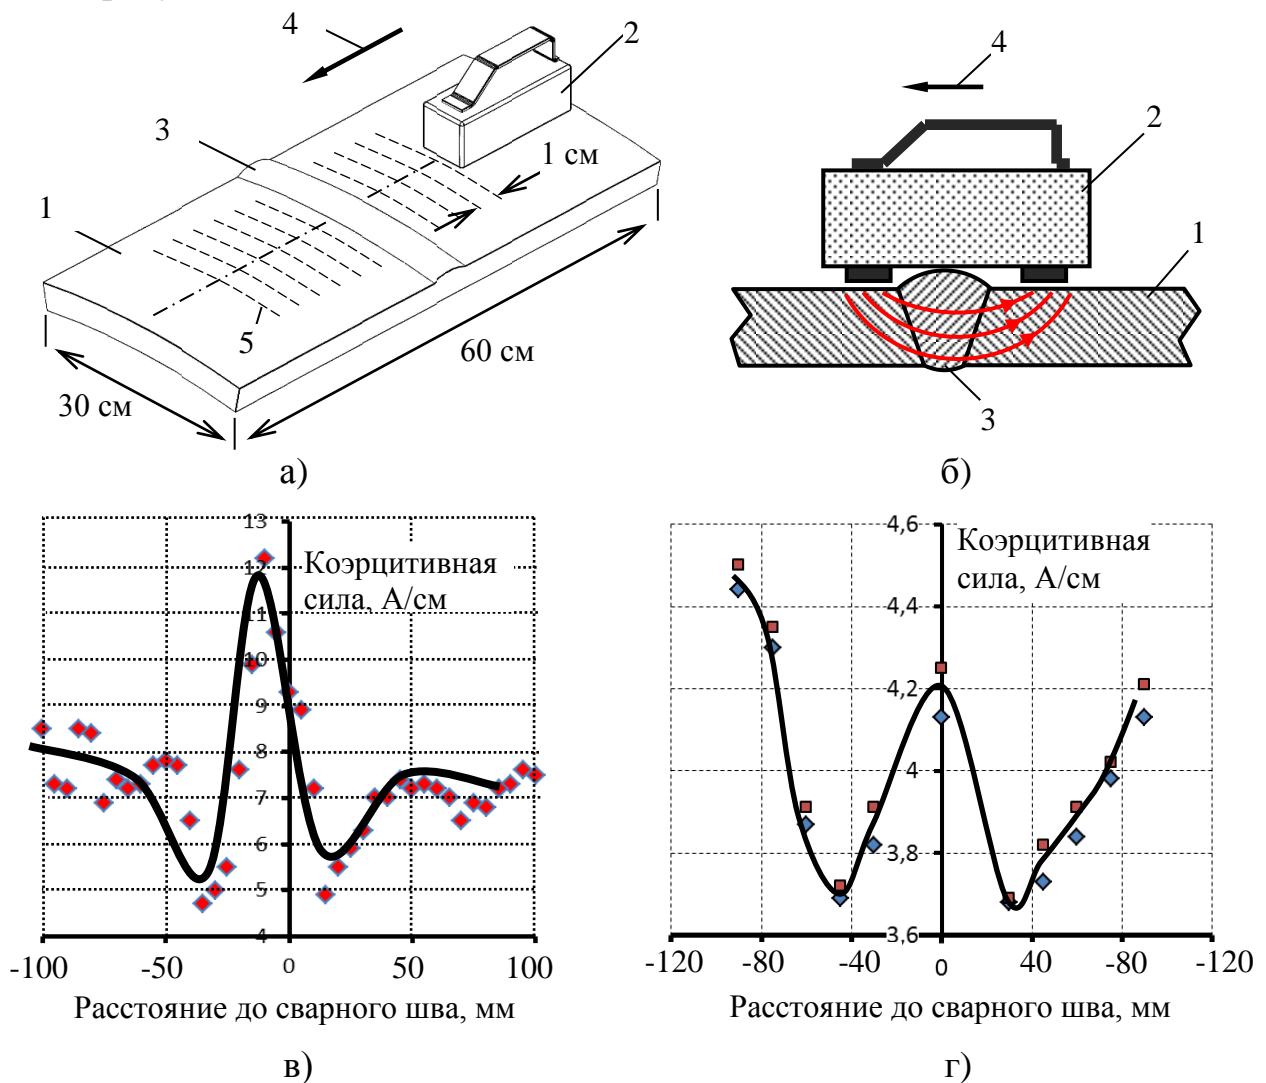 4
2
3
1 см
1
5
60 см
30 см
а)
4
2
1
3
б)
13
12
11
10
9
8
7
6
5
4
Коэрцитивная
сила, А/см
-100
-50
0
50
100
Расстояние до сварного шва, мм
в)
4,6
4,4
4,2
4
3,8
3,6
Коэрцитивная
сила, А/см
-120
-80
-40
0
40
-80
-120
Расстояние до сварного шва, мм
г)